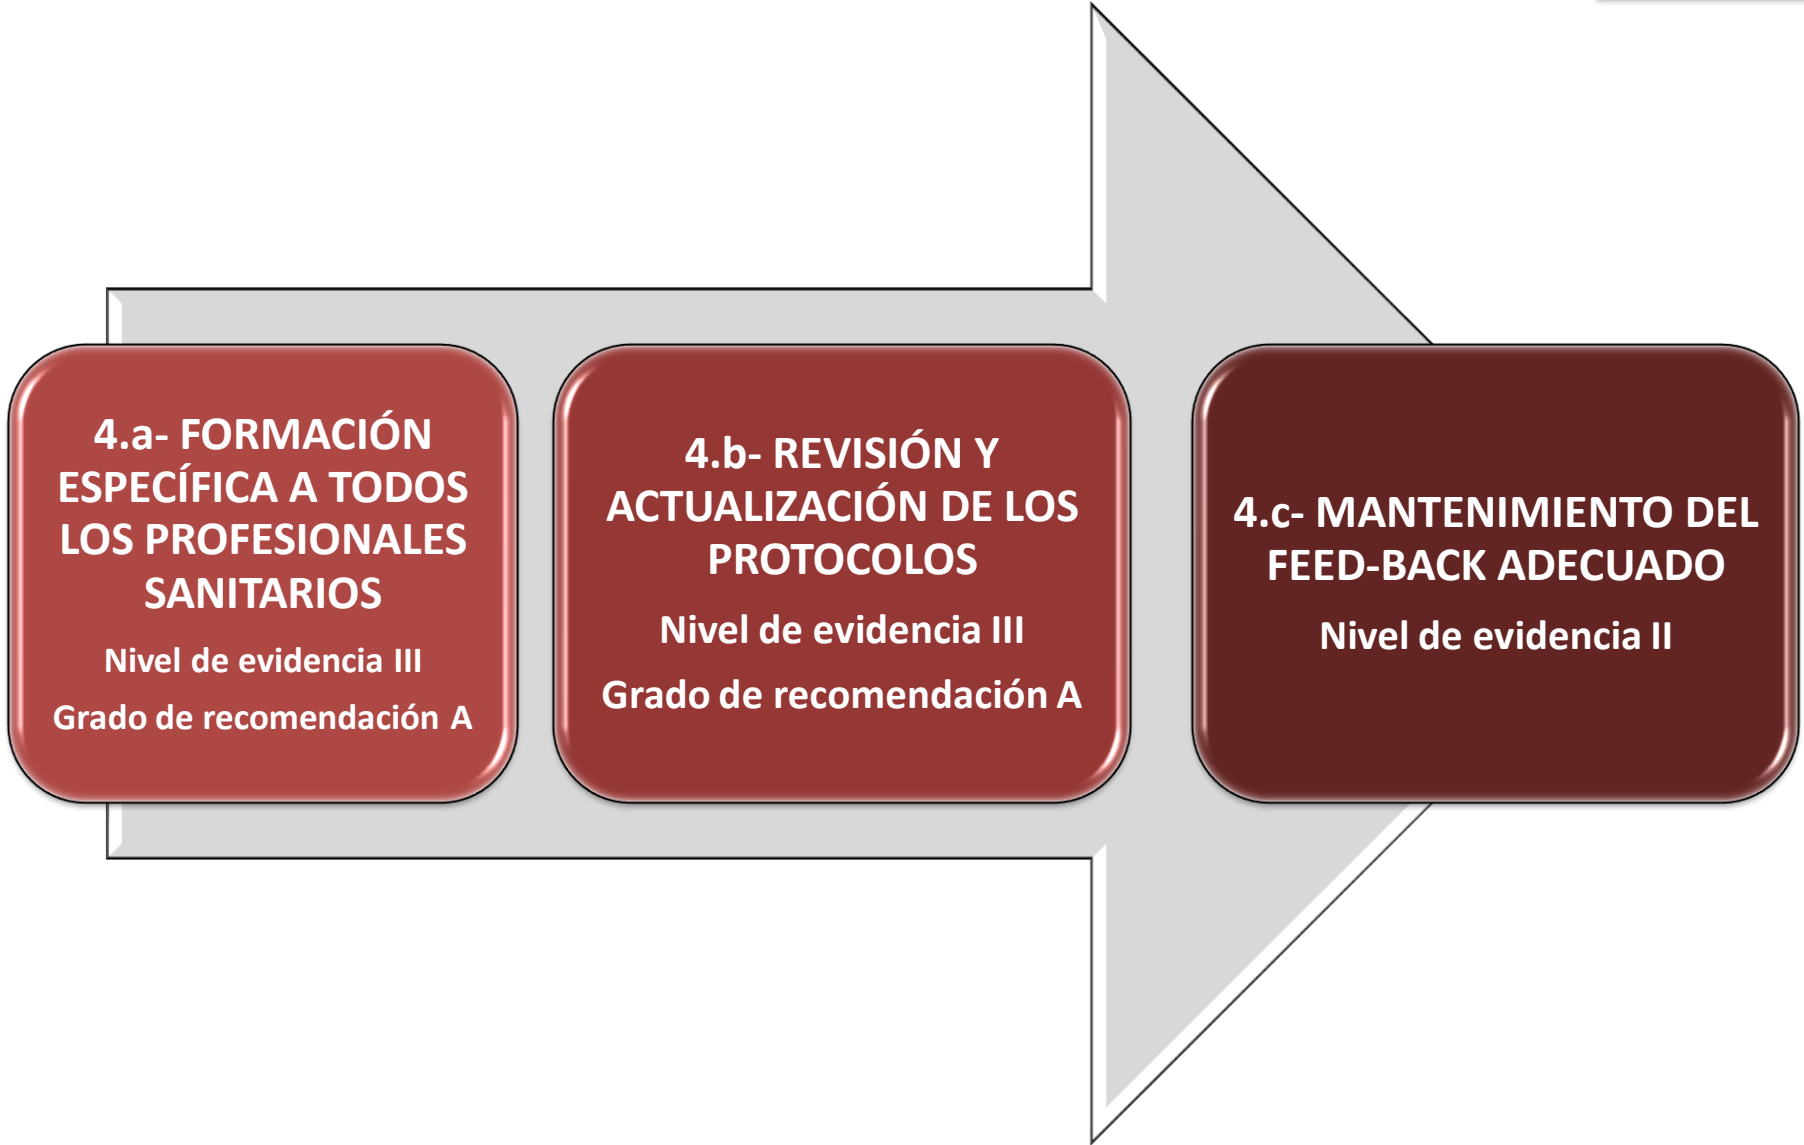 4.a- FORMACIÓN
ESPECÍFICA A TODOS
LOS PROFESIONALES
SANITARIOS
Nivel de evidencia III
Grado de recomendación A
4.b- REVISIÓN Y
ACTUALIZACIÓN DE LOS
PROTOCOLOS
Nivel de evidencia III
Grado de recomendación A
4.c- MANTENIMIENTO DEL
FEED-BACK ADECUADO
Nivel de evidencia II